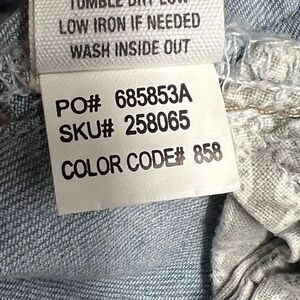 TUMBLE DRY LOW
LOW IRON IF NEEDED
WASH INSIDE OUT
PO# 685853A
SKU# 258065
COLOR CODE# 858